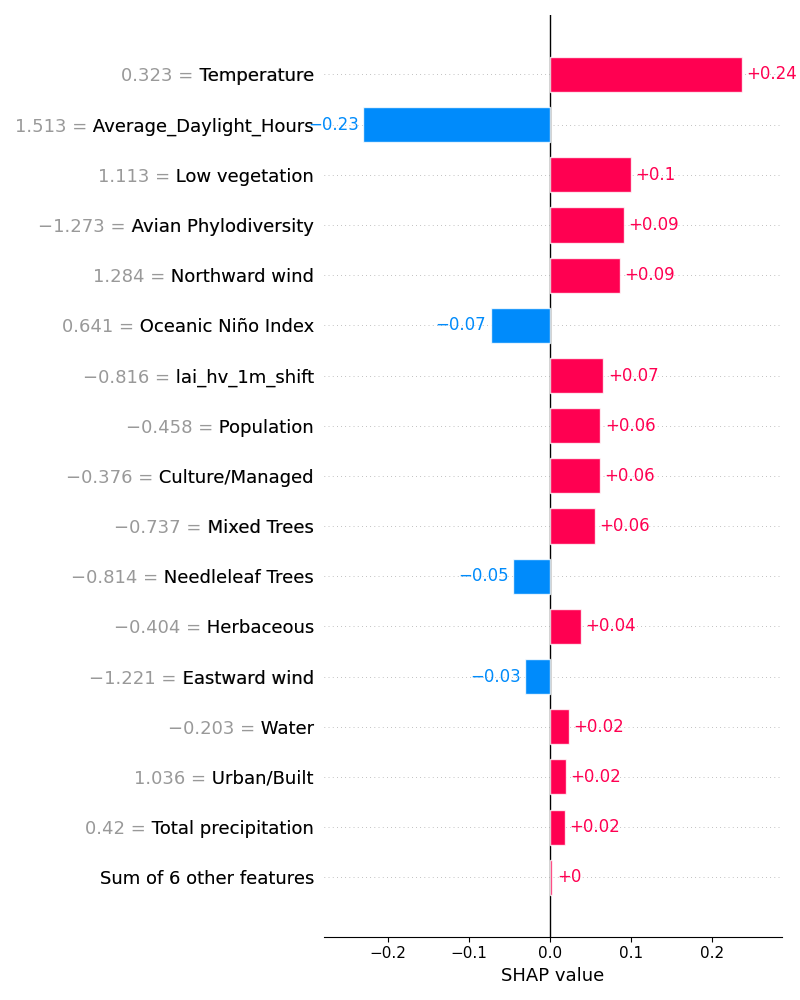 0.323 = Temperature +0.24
1.513 = Average_Daylight_Hours −0.23
1.113 = Low vegetation +0.1
−1.273 = Avian Phylodiversity +0.09
1.284 = Northward wind +0.09
0.641 = Oceanic Niño Index −0.07
−0.816 = lai_hv_1m_shift +0.07
−0.458 = Population +0.06
−0.376 = Culture/Managed +0.06
−0.737 = Mixed Trees +0.06
−0.814 = Needleleaf Trees −0.05
−0.404 = Herbaceous +0.04
−1.221 = Eastward wind −0.03
−0.203 = Water +0.02
1.036 = Urban/Built +0.02
0.42 = Total precipitation +0.02
Sum of 6 other features +0
−0.2 −0.1 0.0 0.1 0.2
SHAP value